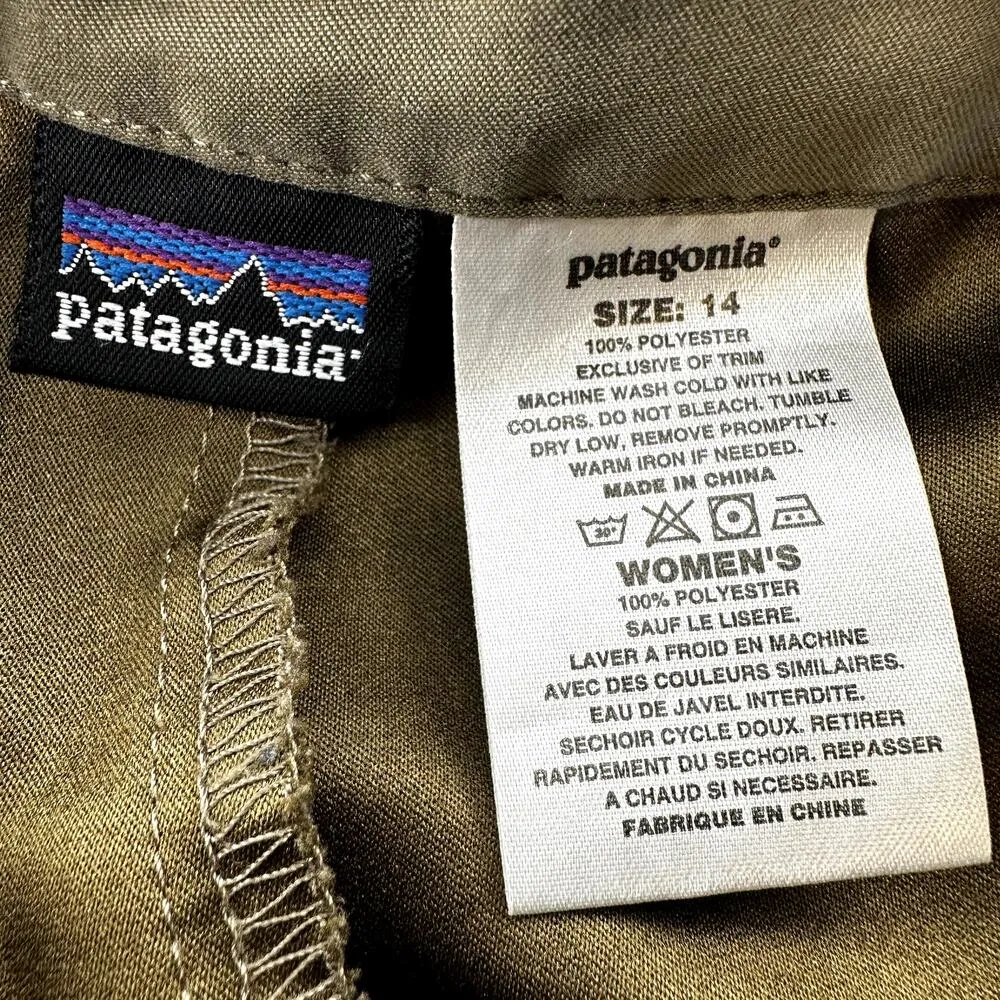 patagonia
patagonia®
SIZE: 14
100% POLYESTER
EXCLUSIVE OF TRIM
MACHINE WASH COLD WITH LIKE
COLORS. DO NOT BLEACH. TUMBLE
DRY LOW, REMOVE PROMPTLY.
WARM IRON IF NEEDED.
MADE IN CHINA
30°
WOMEN'S
100% POLYESTER
SAUF LE LISERE.
LAVER A FROID EN MACHINE
AVEC DES COULEURS SIMILAIRES.
EAU DE JAVEL INTERDITE.
SECHOIR CYCLE DOUX. RETIRER
RAPIDEMENT DU SECHOIR. REPASSER
A CHAUD SI NECESSAIRE.
FABRIQUE EN CHINE